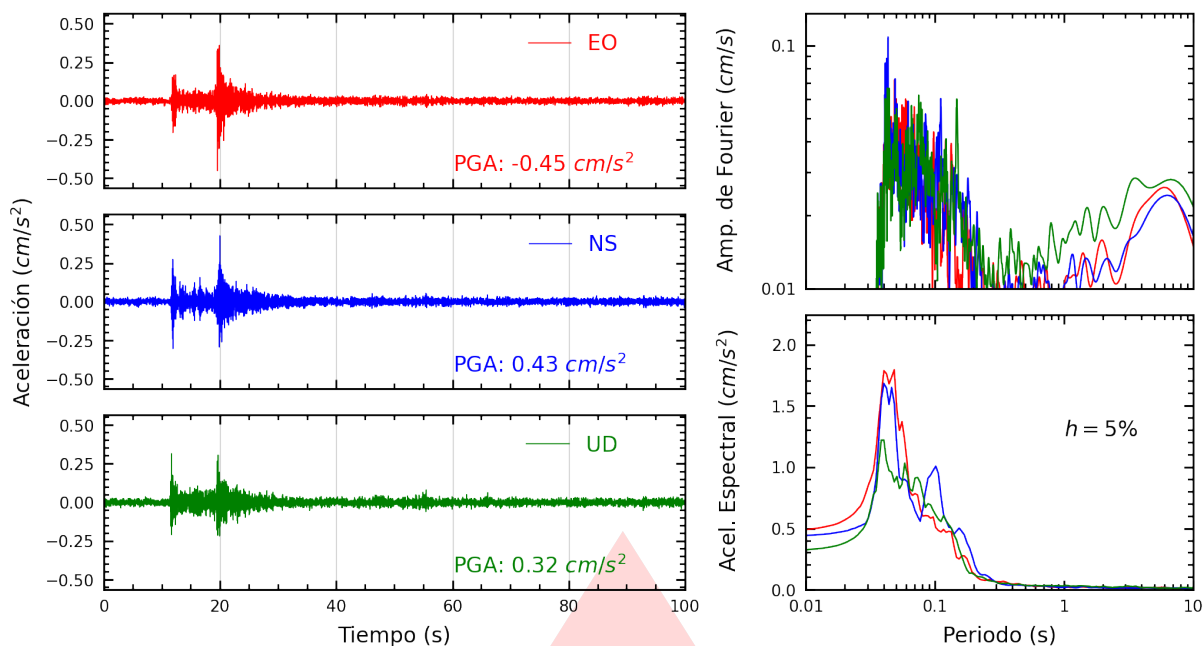 0.50
0.25
0.00
−0.25
−0.50
EO
PGA: -0.45 cm/s²
0.50
0.25
0.00
−0.25
−0.50
NS
PGA: 0.43 cm/s²
0.50
0.25
0.00
−0.25
−0.50
UD
PGA: 0.32 cm/s²
0 20 40 60 80 100
Tiempo (s)
Aceleración (cm/s²)
0.1
0.01
Amp. de Fourier (cm/s)
2.0
1.5
1.0
0.5
0.0
Acel. Espectral (cm/s²)
h = 5%
0.01 0.1 1 10
Periodo (s)